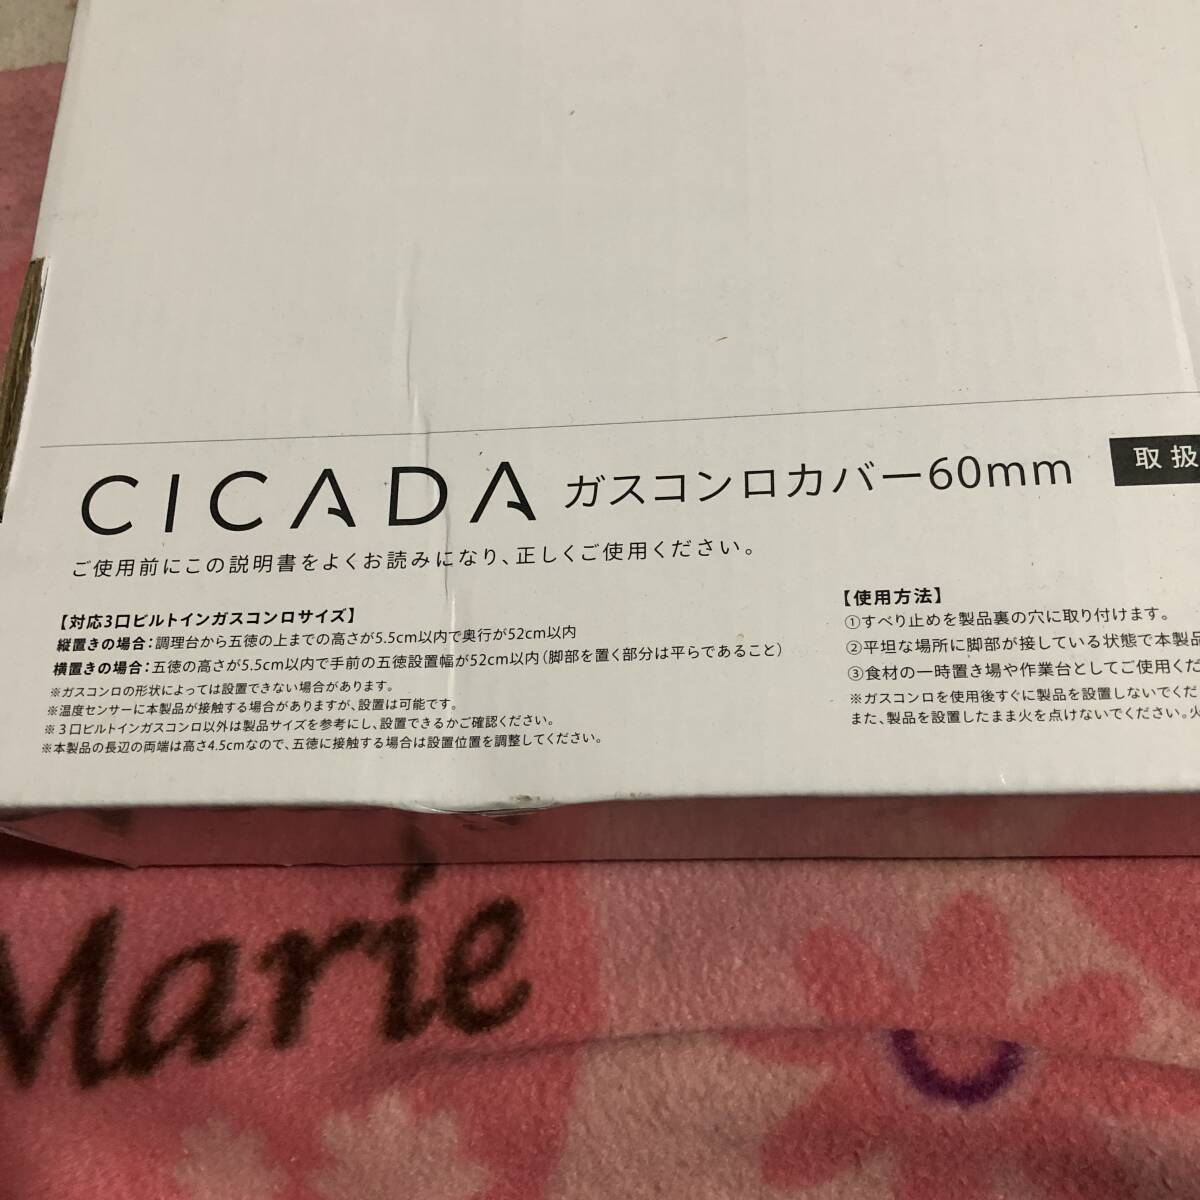 CICADA ガスコンロカバー60mm 取扱
ご使用前にこの説明書をよくお読みになり、正しくご使用ください。
【対応3口ビルトインガスコンロサイズ】
縦置きの場合：調理台から五徳の上までの高さが5.5cm以内で奥行が52cm以内
横置きの場合：五徳の高さが5.5cm以内で手前の五徳設置幅が52cm以内（脚部を置く部分は平らであること）
※ガスコンロの形状によっては設置できない場合があります。
※温度センサーに本製品が接触する場合がありますが、設置は可能です。
※３口ビルトインガスコンロ以外は製品サイズを参考にし、設置できるかご確認ください。
※本製品の長辺の両端は高さ4.5cmなので、五徳に接触する場合は設置位置を調整してください。
【使用方法】
①すべり止めを製品裏の穴に取り付けます。
②平坦な場所に脚部が接している状態で本製品
③食材の一時置き場や作業台としてご使用くだ
※ガスコンロを使用後すぐに製品を設置しないでくだ
また、製品を設置したまま火を点けないでください。火
Marie